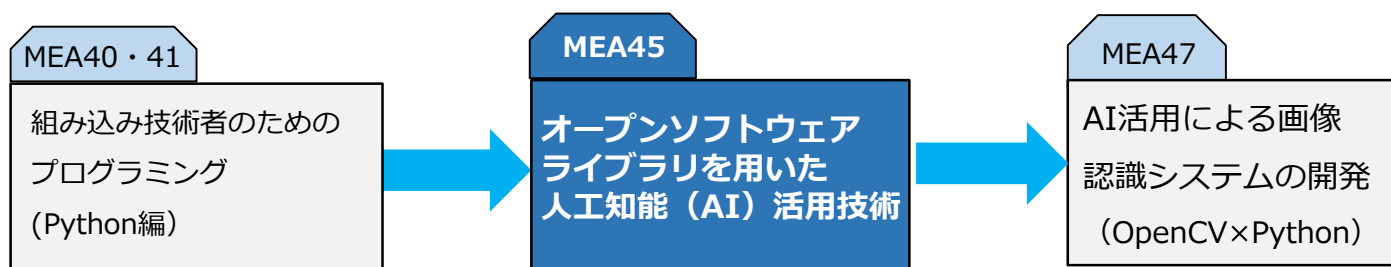 MEA40・41
組み込み技術者のための
プログラミング
(Python編）
MEA45
オープンソフトウェア
ライブラリを用いた
人工知能（AI）活用技術
MEA47
AI活用による画像
認識システムの開発
（OpenCV×Python）